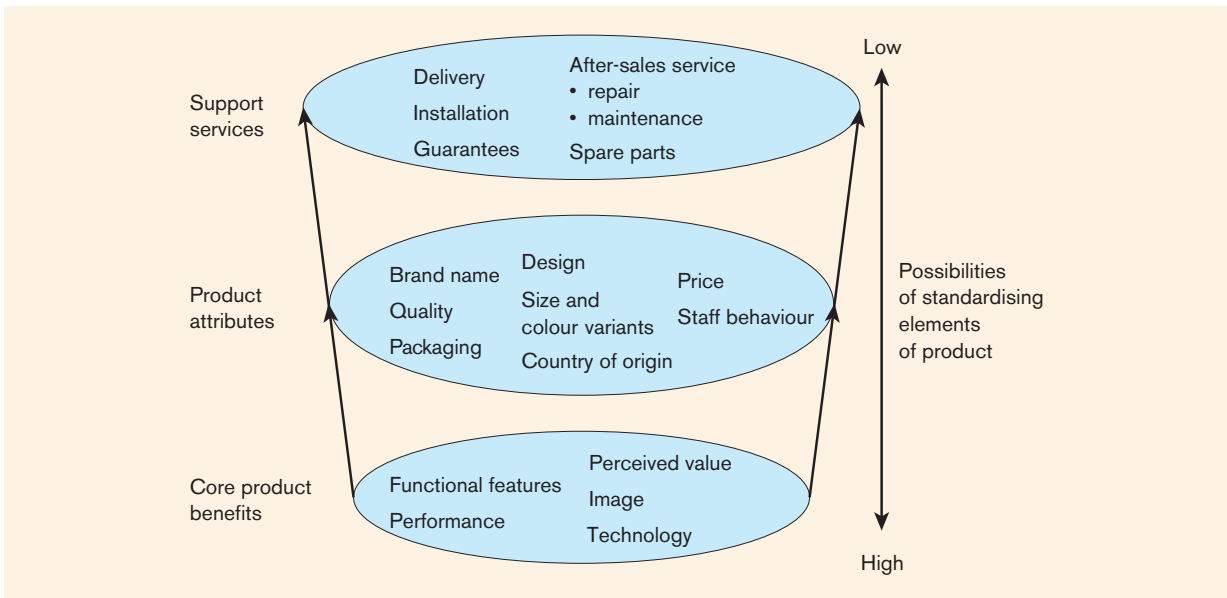 Support
services
Delivery
Installation
Guarantees
After-sales service
• repair
• maintenance
Spare parts
Low
Product
attributes
Brand name
Quality
Packaging
Design
Size and
colour variants
Country of origin
Price
Staff behaviour
Possibilities
of standardising
elements
of product
Core product
benefits
Functional features
Performance
Perceived value
Image
Technology
High